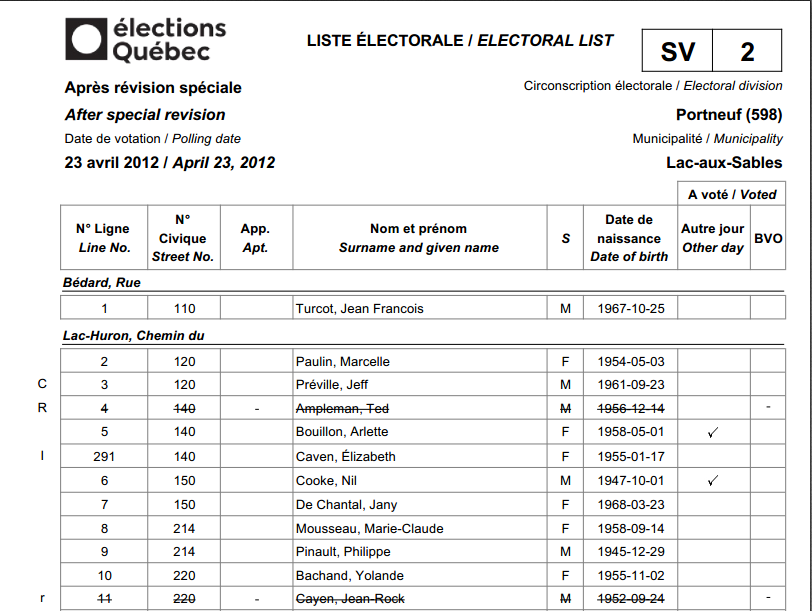 élections
Québec
LISTE ÉLECTORALE / ELECTORAL LIST
SV 2
Après révision spéciale
Circonscription électorale / Electoral division
After special revision
Portneuf (598)
Date de votation / Polling date
Municipalité / Municipality
23 avril 2012 / April 23, 2012
Lac-aux-Sables
A voté / Voted
N° Ligne Line No.
N° Civique Street No.
App. Apt.
Nom et prénom Surname and given name
S
Date de naissance Date of birth
Autre jour Other day
BVO
Bédard, Rue
1 110 Turcot, Jean Francois M 1967-10-25
Lac-Huron, Chemin du
2 120 Paulin, Marcelle F 1954-05-03
C 3 120 Préville, Jeff M 1961-09-23
R 4 140 - Ampleman, Ted M 1956-12-14 -
5 140 Bouillon, Arlette F 1958-05-01 ✓
I 291 140 Caven, Élizabeth F 1955-01-17
6 150 Cooke, Nil M 1947-10-01 ✓
7 150 De Chantal, Jany F 1968-03-23
8 214 Mousseau, Marie-Claude F 1958-09-14
9 214 Pinault, Philippe M 1945-12-29
10 220 Bachand, Yolande F 1955-11-02
r 11 220 - Cayen, Jean-Rock M 1952-09-24 -